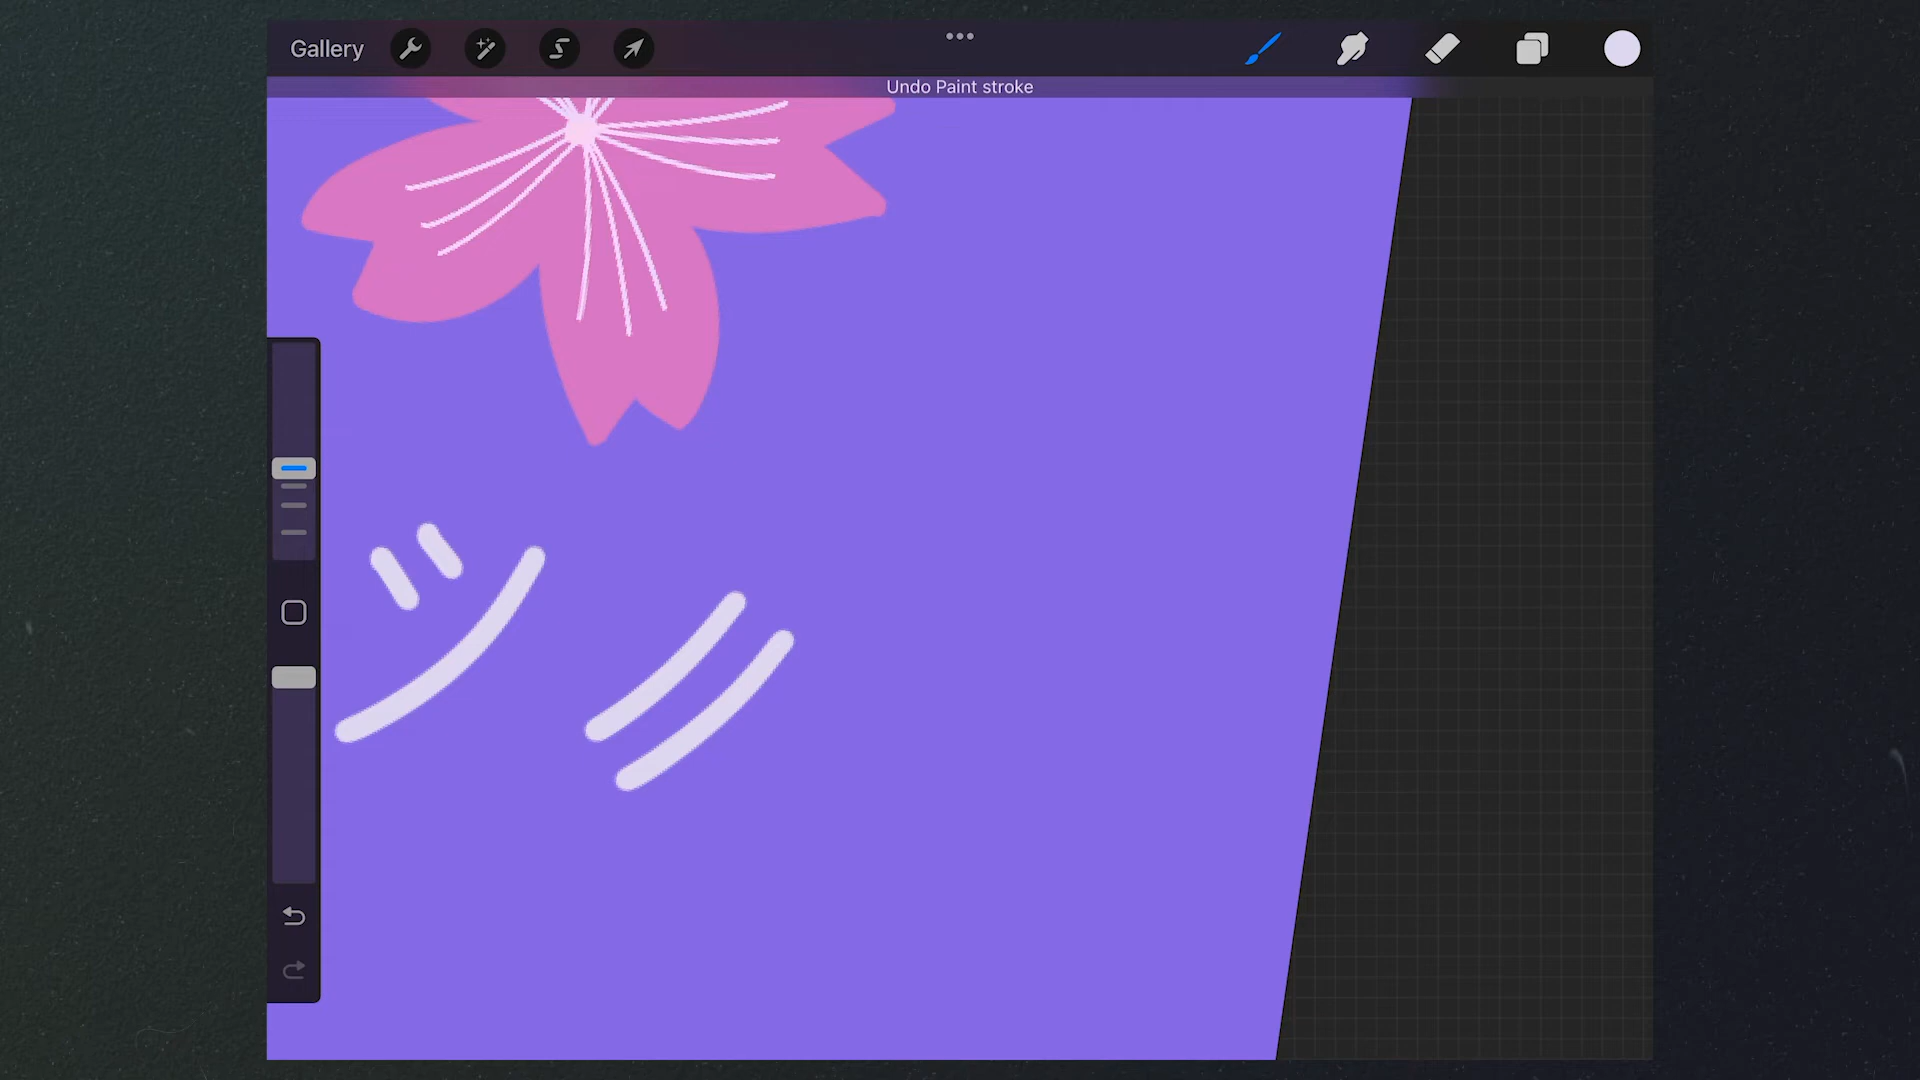 Gallery
Undo Paint stroke
ツ